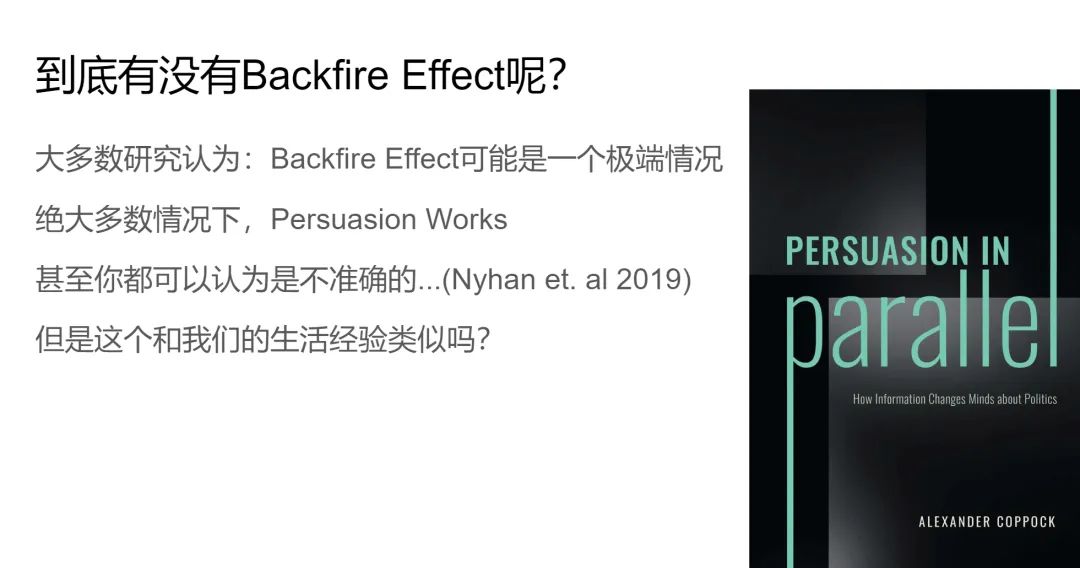 到底有没有Backfire Effect呢？
大多数研究认为：Backfire Effect可能是一个极端情况
绝大多数情况下，Persuasion Works
甚至你都可以认为是不准确的...(Nyhan et. al 2019)
但是这个和我们的生活经验类似吗？
PERSUASION IN
parallel
How Information Changes Minds about Politics
ALEXANDER COPPOCK